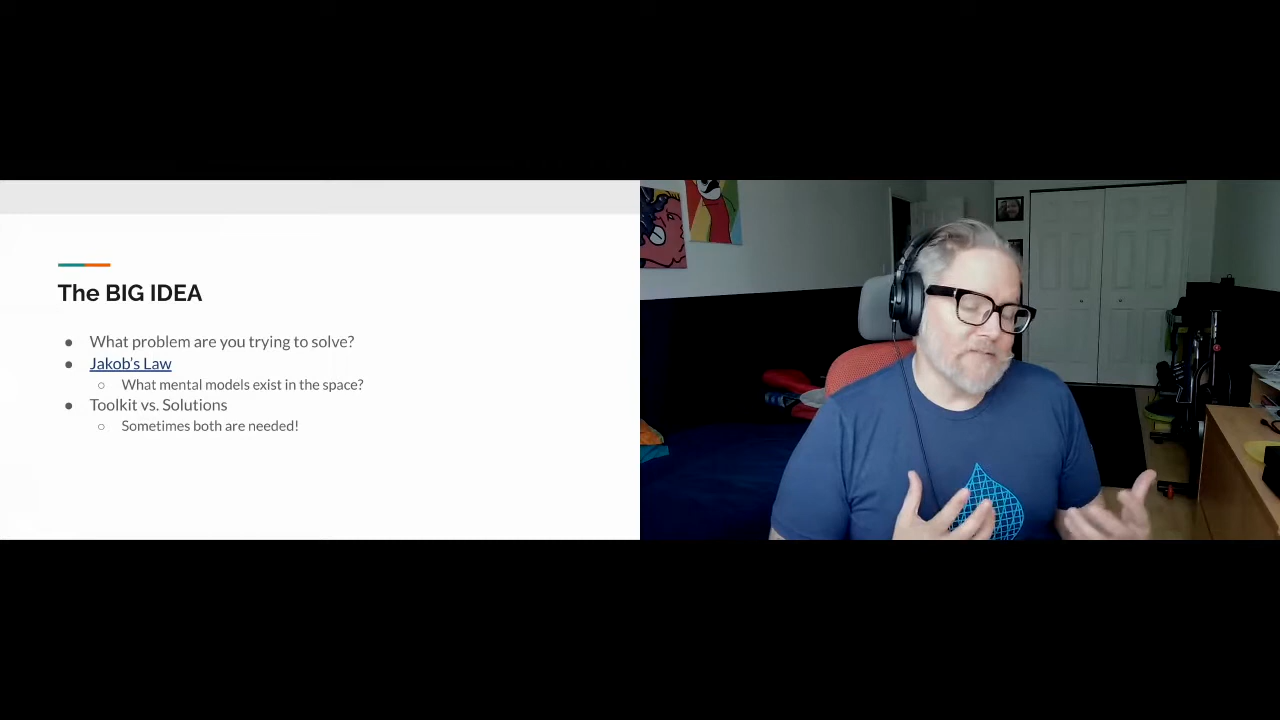 The BIG IDEA
● What problem are you trying to solve?
● Jakob's Law
○ What mental models exist in the space?
● Toolkit vs. Solutions
○ Sometimes both are needed!